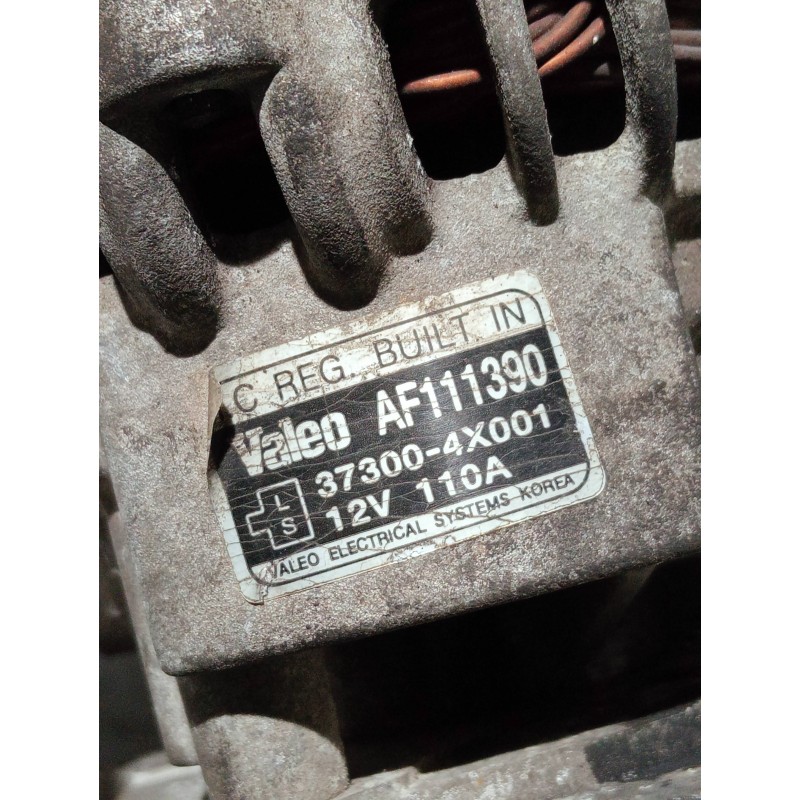 C REG. BUILT IN
Valeo AF111390
37300-4X001
L
S
12V 110A
VALEO ELECTRICAL SYSTEMS KOREA